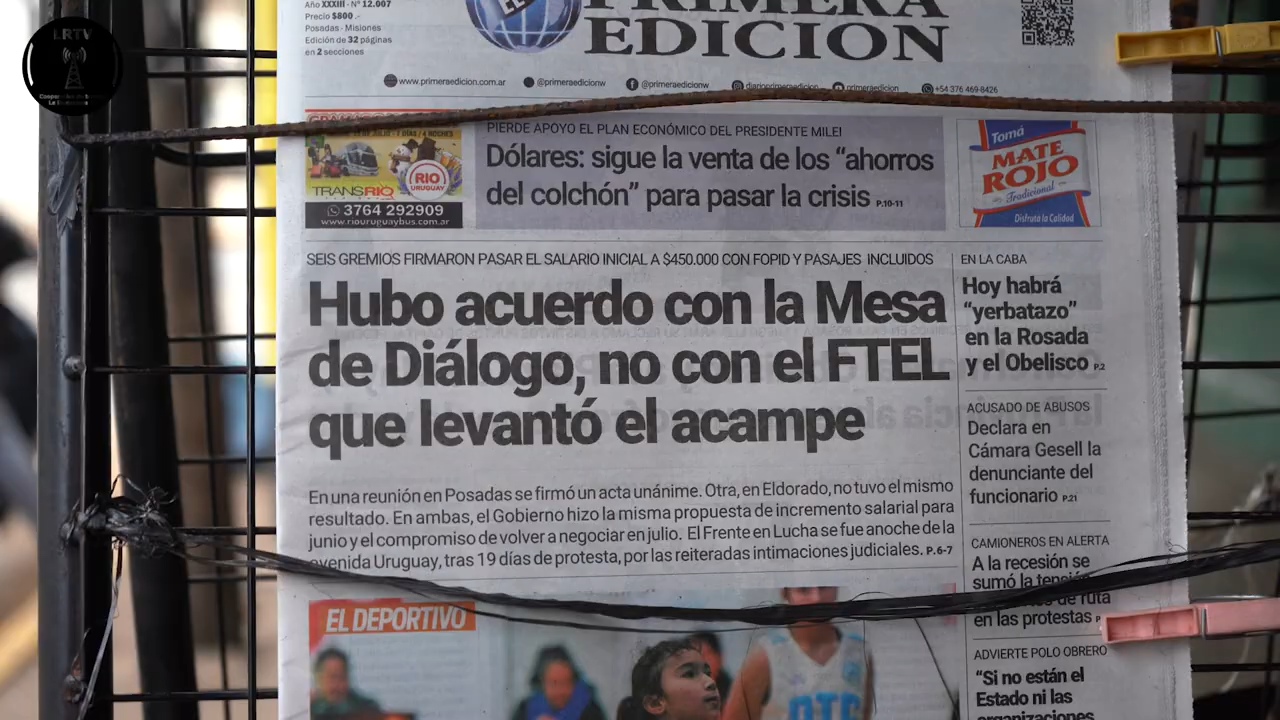 LRTV
Año XXXIII - Nº 12.007
Precio $800 .-
Posadas - Misiones
Edición de 32 páginas
en 2 secciones
PRIMERA
EDICION
www.primeraedicion.com.ar
@primeraedicionw
@primeraedicion
diarioprimeraedicion
primeraedicion
+54 376 469-8426
TRANSRIO
RIO
URUGUAY
3764 292909
www.riouruguaybus.com.ar
PIERDE APOYO EL PLAN ECONÓMICO DEL PRESIDENTE MILEI
Dólares: sigue la venta de los “ahorros
del colchón” para pasar la crisis P.10-11
Tomá
MATE
ROJO
Tradicional
Disfrutá la Calidad
SEIS GREMIOS FIRMARON PASAR EL SALARIO INICIAL A $450.000 CON FOPID Y PASAJES INCLUIDOS
Hubo acuerdo con la Mesa
de Diálogo, no con el FTEL
que levantó el acampe
En una reunión en Posadas se firmó un acta unánime. Otra, en Eldorado, no tuvo el mismo
resultado. En ambas, el Gobierno hizo la misma propuesta de incremento salarial para
junio y el compromiso de volver a negociar en julio. El Frente en Lucha se fue anoche de la
avenida Uruguay, tras 19 días de protesta, por las reiteradas intimaciones judiciales. P.6-7
EN LA CABA
Hoy habrá
“yerbatazo”
en la Rosada
y el Obelisco P.2
ACUSADO DE ABUSOS
Declara en
Cámara Gesell la
denunciante del
funcionario P.21
CAMIONEROS EN ALERTA
A la recesión se
sumó la tensión
de ruta
en las protestas P
ADVIERTE POLO OBRERO
“Si no están el
Estado ni las
organizaciones
EL DEPORTIVO
OTC